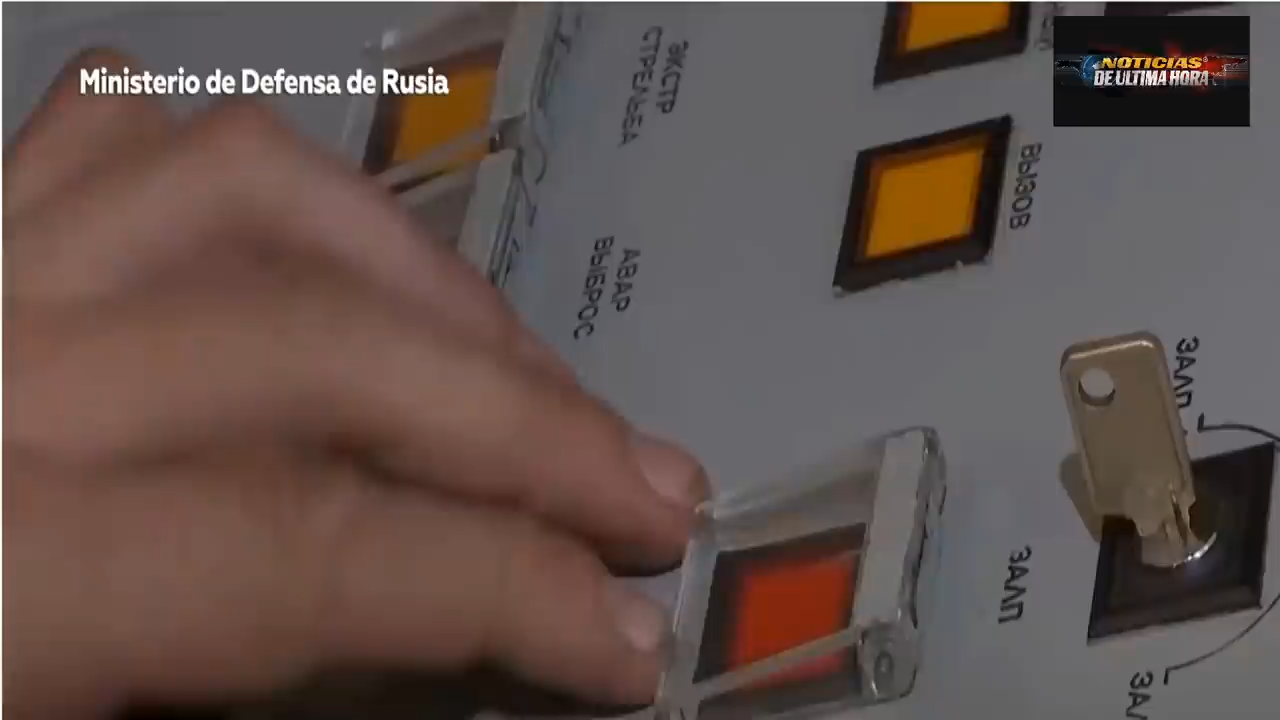 Ministerio de Defensa de Rusia
NOTICIAS
DE ULTIMA HORA
ЭКСТР
СТРЕЛЬБА
ВЫЗОВ
АВАР
ВЫБРОС
ЗАЛП
ЗАЛП